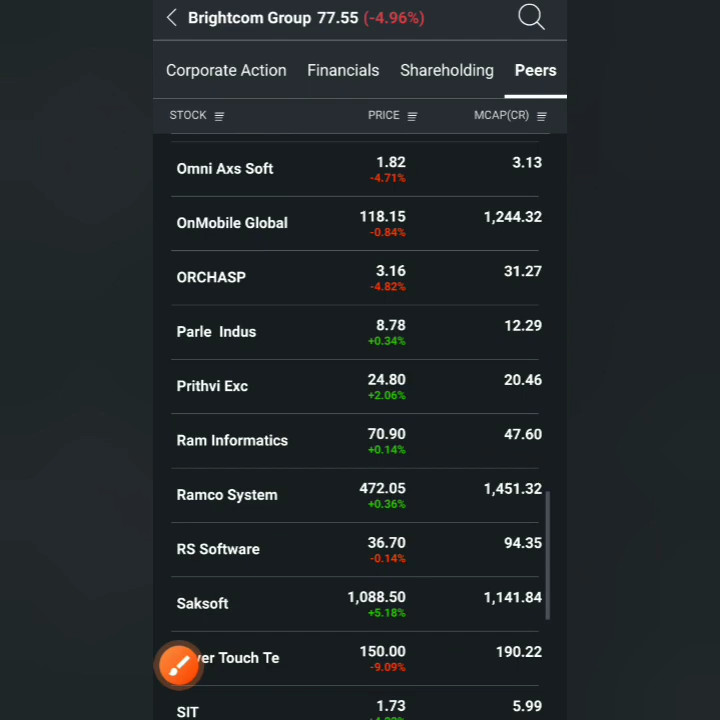 Brightcom Group 77.55 (-4.96%)
Corporate Action Financials Shareholding Peers
STOCK PRICE MCAP(CR)
Omni Axs Soft 1.82 3.13
-4.71%
OnMobile Global 118.15 1,244.32
-0.84%
ORCHASP 3.16 31.27
-4.82%
Parle Indus 8.78 12.29
+0.34%
Prithvi Exc 24.80 20.46
+2.06%
Ram Informatics 70.90 47.60
+0.14%
Ramco System 472.05 1,451.32
+0.36%
RS Software 36.70 94.35
-0.14%
Saksoft 1,088.50 1,141.84
+5.18%
Touch Te 150.00 190.22
-9.09%
SIT 1.73 5.99